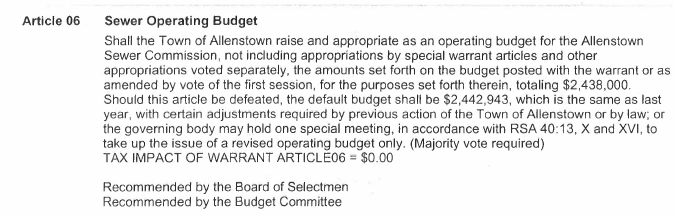 Article 06 Sewer Operating Budget
Shall the Town of Allenstown raise and appropriate as an operating budget for the Allenstown
Sewer Commission, not including appropriations by special warrant articles and other
appropriations voted separately, the amounts set forth on the budget posted with the warrant or as
amended by vote of the first session, for the purposes set forth therein, totaling $2,438,000.
Should this article be defeated, the default budget shall be $2,442,943, which is the same as last
year, with certain adjustments required by previous action of the Town of Allenstown or by law; or
the governing body may hold one special meeting, in accordance with RSA 40:13, X and XVI, to
take up the issue of a revised operating budget only. (Majority vote required)
TAX IMPACT OF WARRANT ARTICLE06 = $0.00
Recommended by the Board of Selectmen
Recommended by the Budget Committee